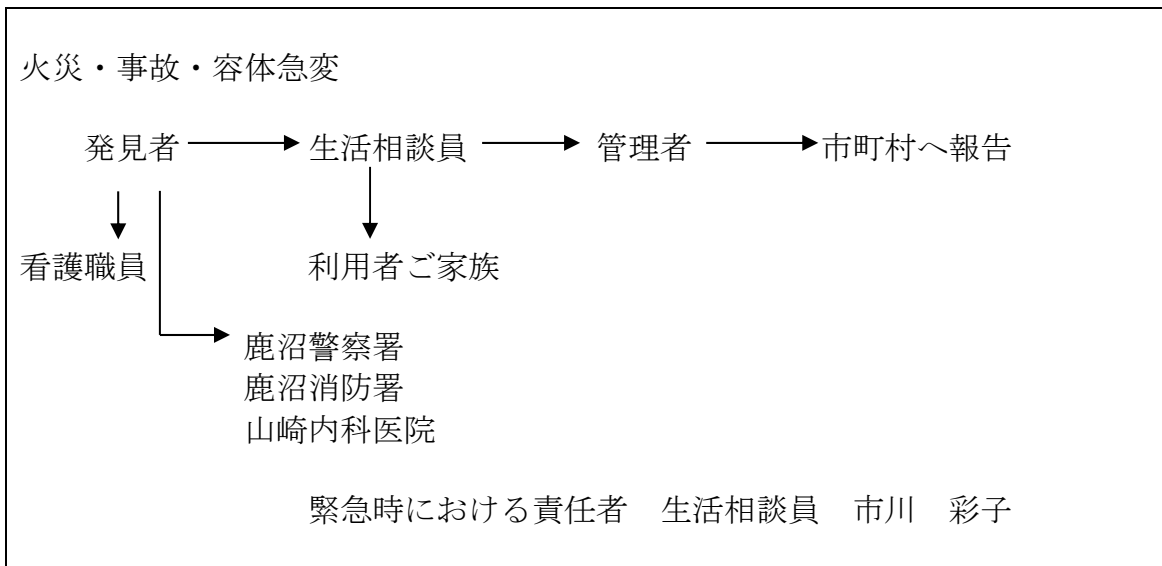 火災・事故・容体急変
発見者 生活相談員 管理者 市町村へ報告
看護職員 利用者ご家族
鹿沼警察署
鹿沼消防署
山崎内科医院
緊急時における責任者　生活相談員　市川　彩子